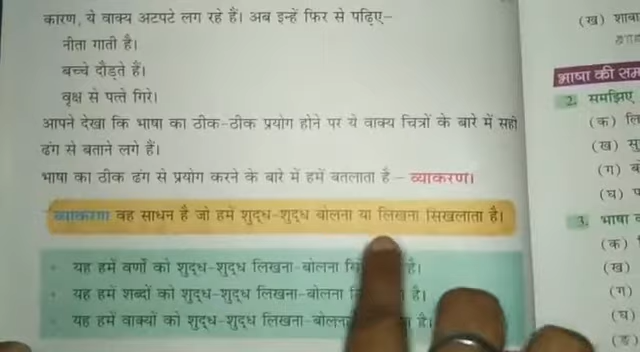 कारण, ये वाक्य अटपटे लग रहे हैं। अब इन्हें फिर से पढ़िए–
नीता गाती है।
बच्चे दौड़ते हैं।
वृक्ष से पत्ते गिरे।
आपने देखा कि भाषा का ठीक-ठीक प्रयोग होने पर ये वाक्य चित्रों के बारे में सही
ढंग से बताने लगे हैं।
भाषा का ठीक ढंग से प्रयोग करने के बारे में हमें बतलाता है – व्याकरण।
व्याकरण वह साधन है जो हमें शुद्ध-शुद्ध बोलना या लिखना सिखलाता है।
यह हमें वर्णों को शुद्ध-शुद्ध लिखना-बोलना है।
यह हमें शब्दों को शुद्ध-शुद्ध लिखना-बोलना है।
यह हमें वाक्यों को शुद्ध-शुद्ध लिखना-बोलना है।
(ख)
भाषा की
2. समझिए
(क)
(ख)
(ग)
(घ)
3. भाषा
(क)
(ख)
(ग)
(घ)
(ङ)